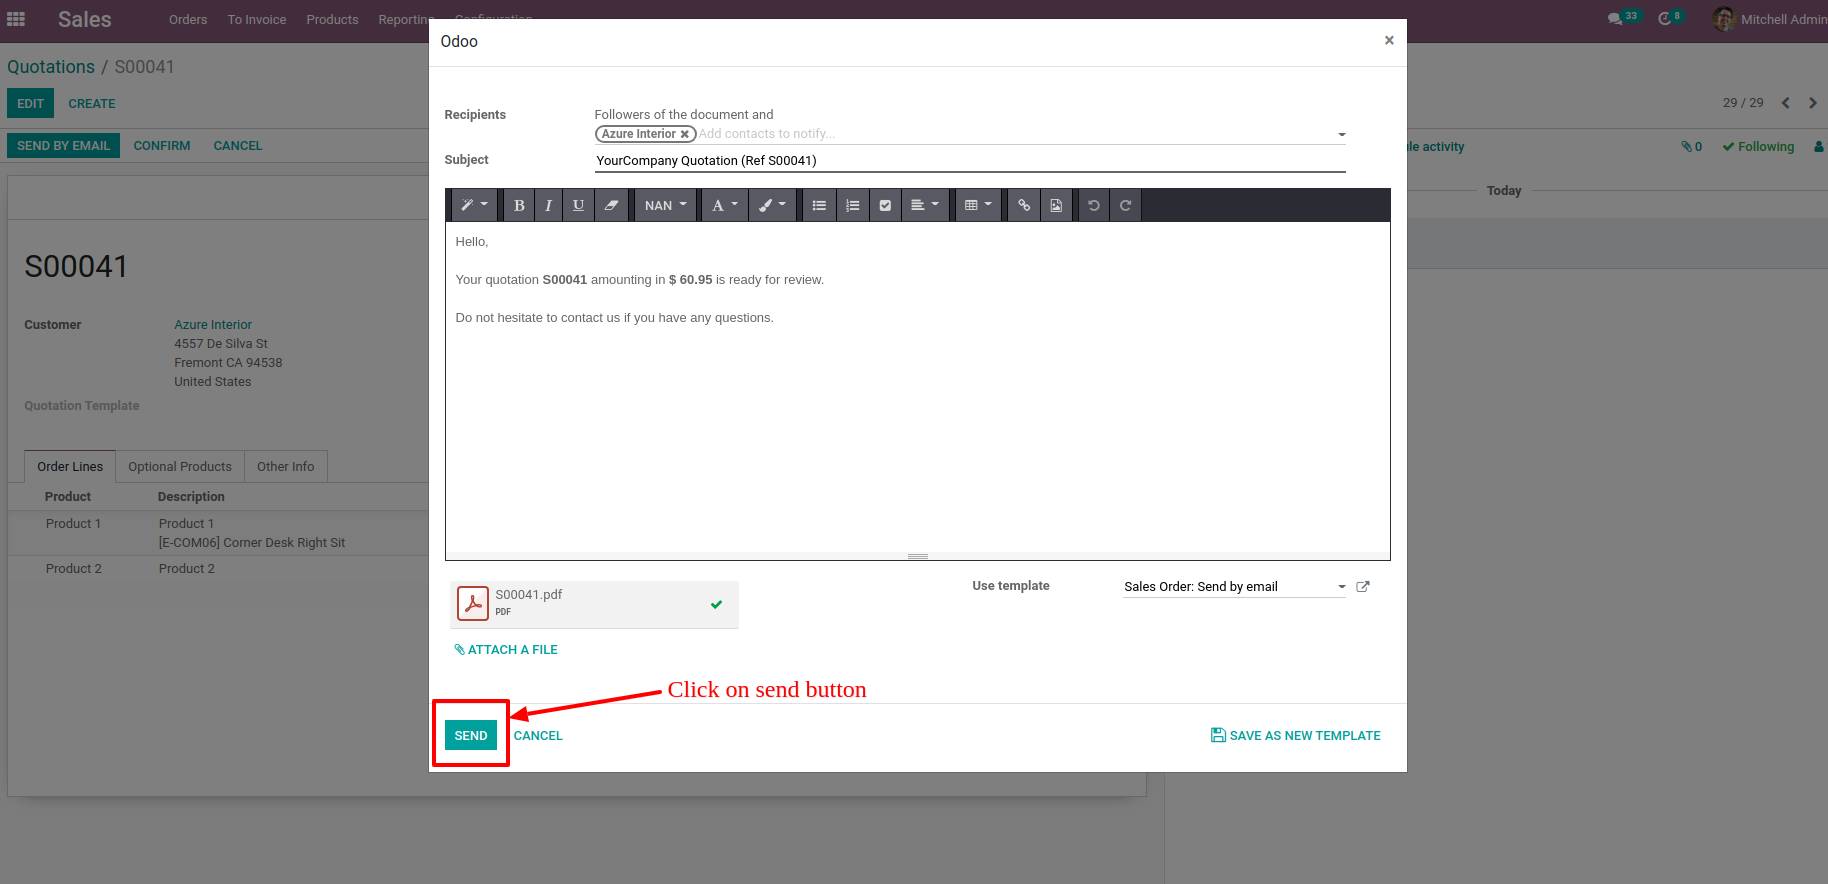 Sales
Orders
To Invoice
Products
Reporting
Configuration
33
8
Mitchell Admin
Quotations / S00041
EDIT
CREATE
29 / 29
SEND BY EMAIL
CONFIRM
CANCEL
activity
0
Following
Today
S00041
Customer
Azure Interior
4557 De Silva St
Fremont CA 94538
United States
Quotation Template
Order Lines
Optional Products
Other Info
Product
Description
Product 1
Product 1
[E-COM06] Corner Desk Right Sit
Product 2
Product 2
Odoo
×
Recipients
Followers of the document and
Azure Interior ✖ Add contacts to notify...
Subject
YourCompany Quotation (Ref S00041)
B I U NAN A
Hello,
Your quotation S00041 amounting in $ 60.95 is ready for review.
Do not hesitate to contact us if you have any questions.
S00041.pdf
PDF
Use template
Sales Order: Send by email
ATTACH A FILE
Click on send button
SEND
CANCEL
SAVE AS NEW TEMPLATE